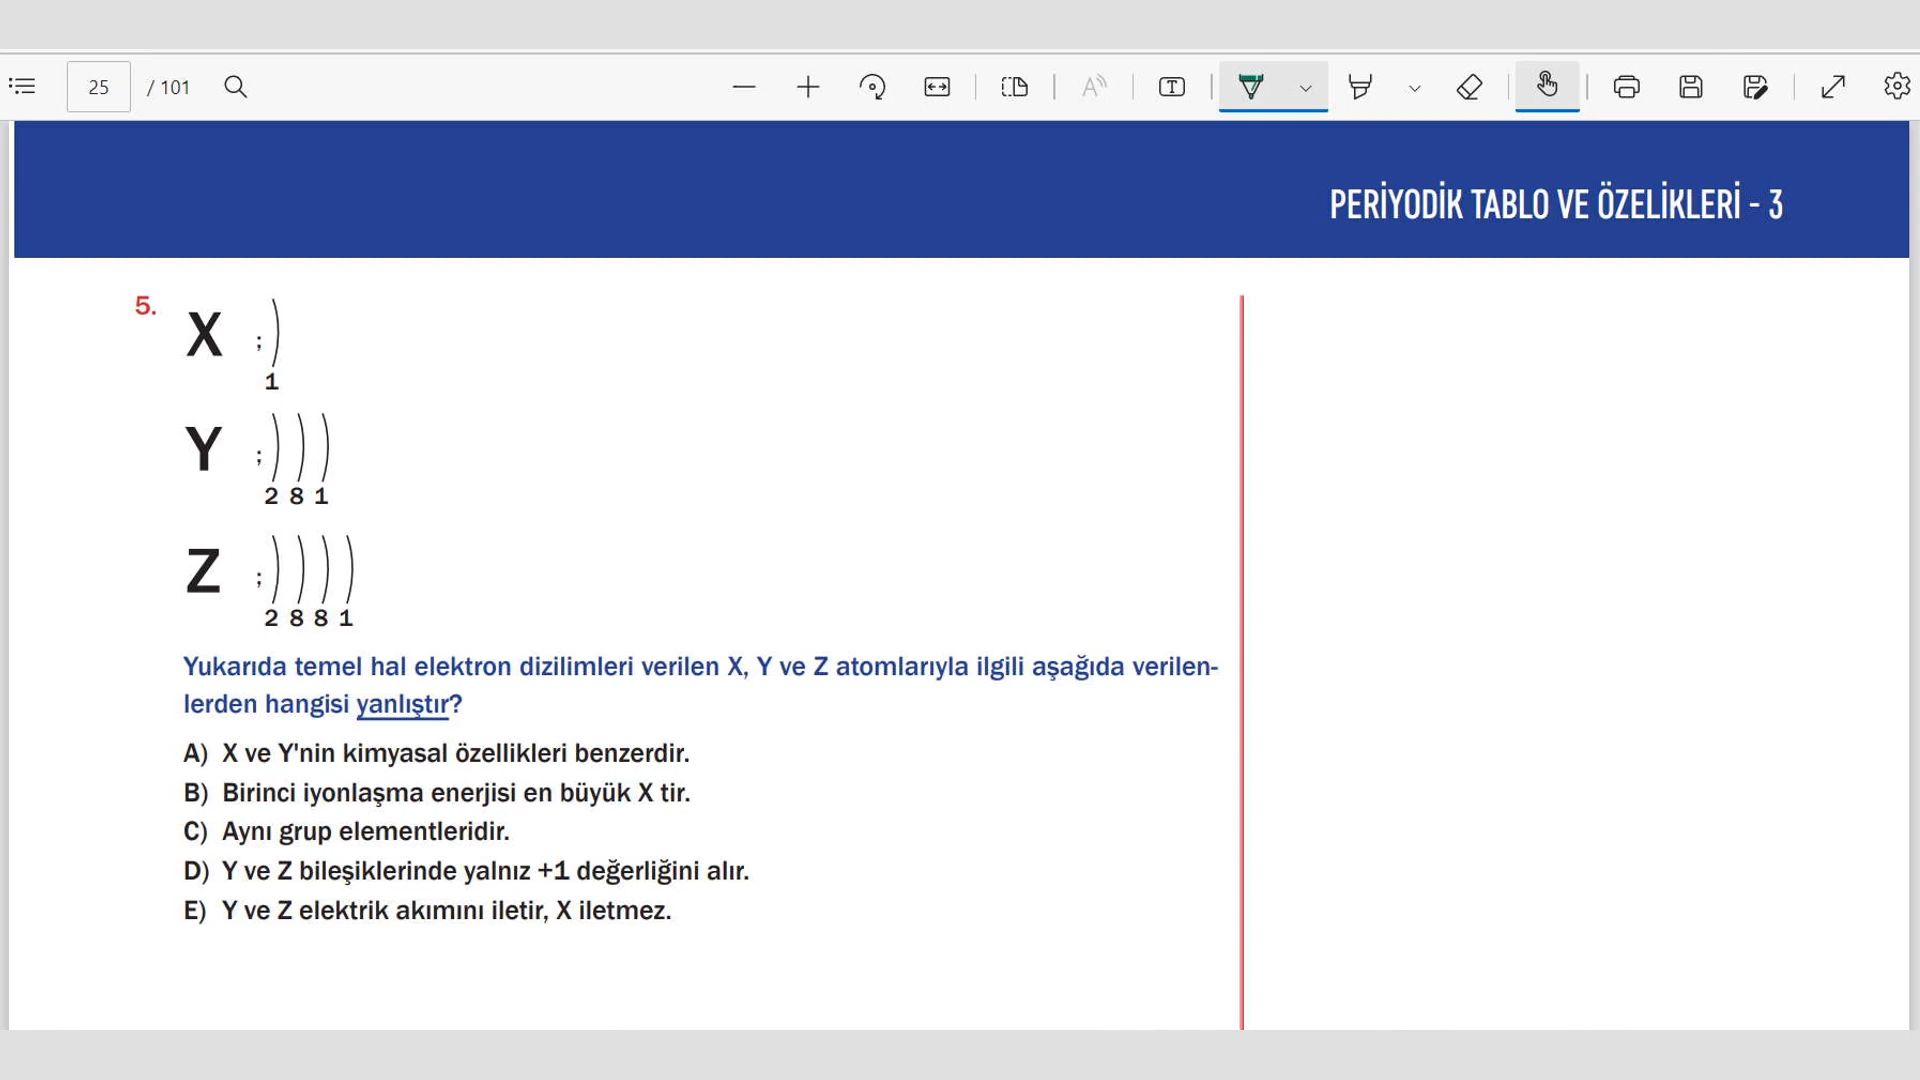 25 / 101
PERİYODİK TABLO VE ÖZELİKLERİ - 3
5.
X ;
1
Y ;
2 8 1
Z ;
2 8 8 1
Yukarıda temel hal elektron dizilimleri verilen X, Y ve Z atomlarıyla ilgili aşağıda verilen-
lerden hangisi yanlıştır?
A) X ve Y'nin kimyasal özellikleri benzerdir.
B) Birinci iyonlaşma enerjisi en büyük X tir.
C) Aynı grup elementleridir.
D) Y ve Z bileşiklerinde yalnız +1 değerliğini alır.
E) Y ve Z elektrik akımını iletir, X iletmez.